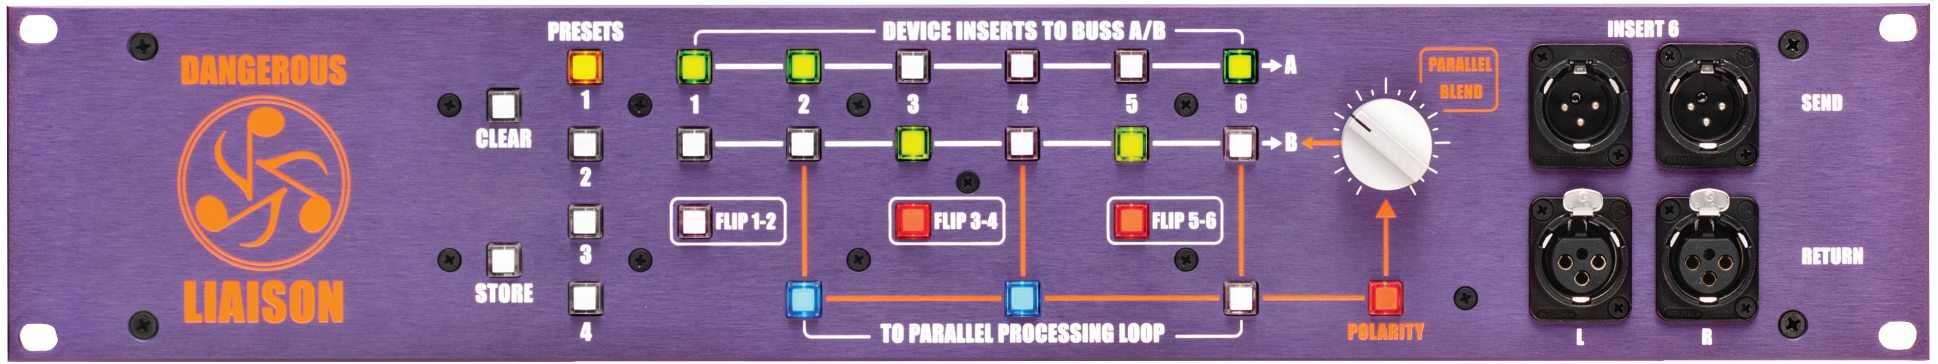 DANGEROUS
LIAISON
CLEAR
STORE
PRESETS
1
2
3
4
DEVICE INSERTS TO BUSS A/B
A
1 2 3 4 5 6
B
FLIP 1-2 FLIP 3-4 FLIP 5-6
TO PARALLEL PROCESSING LOOP
PARALLEL
BLEND
POLARITY
INSERT 6
SEND
RETURN
L R